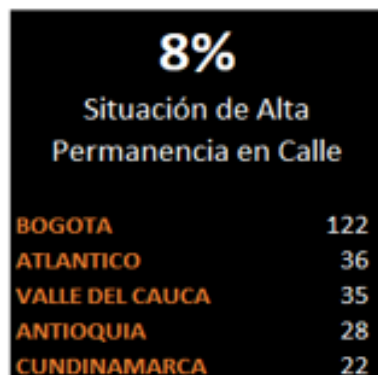 8%
Situación de Alta
Permanencia en Calle
BOGOTA 122
ATLANTICO 36
VALLE DEL CAUCA 35
ANTIOQUIA 28
CUNDINAMARCA 22